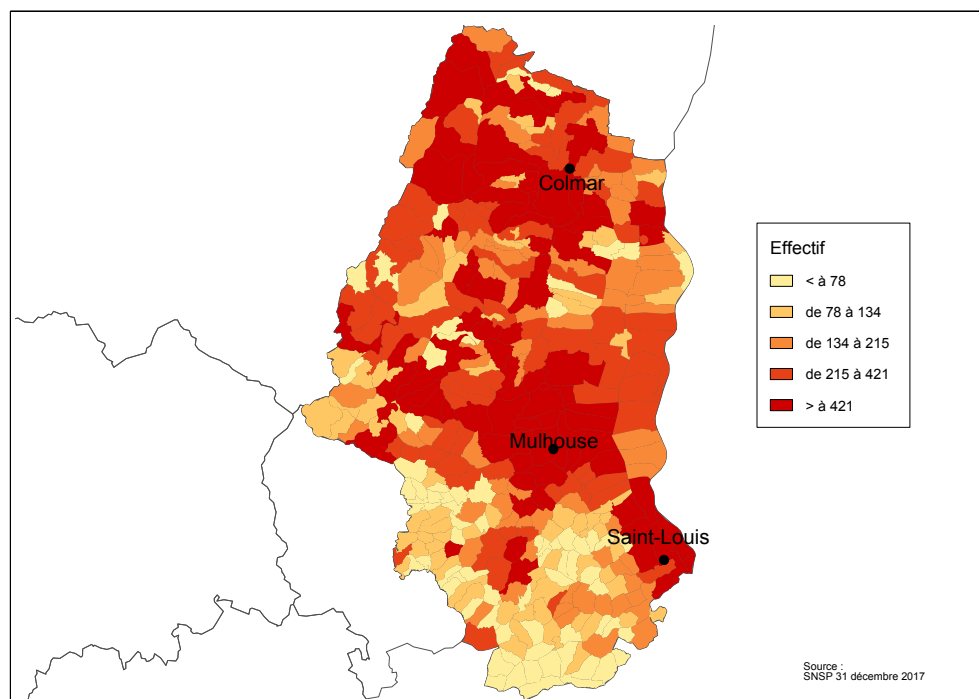 Colmar
Effectif
< à 78
de 78 à 134
de 134 à 215
de 215 à 421
> à 421
Mulhouse
Saint-Louis
Source :
SNSP 31 décembre 2017